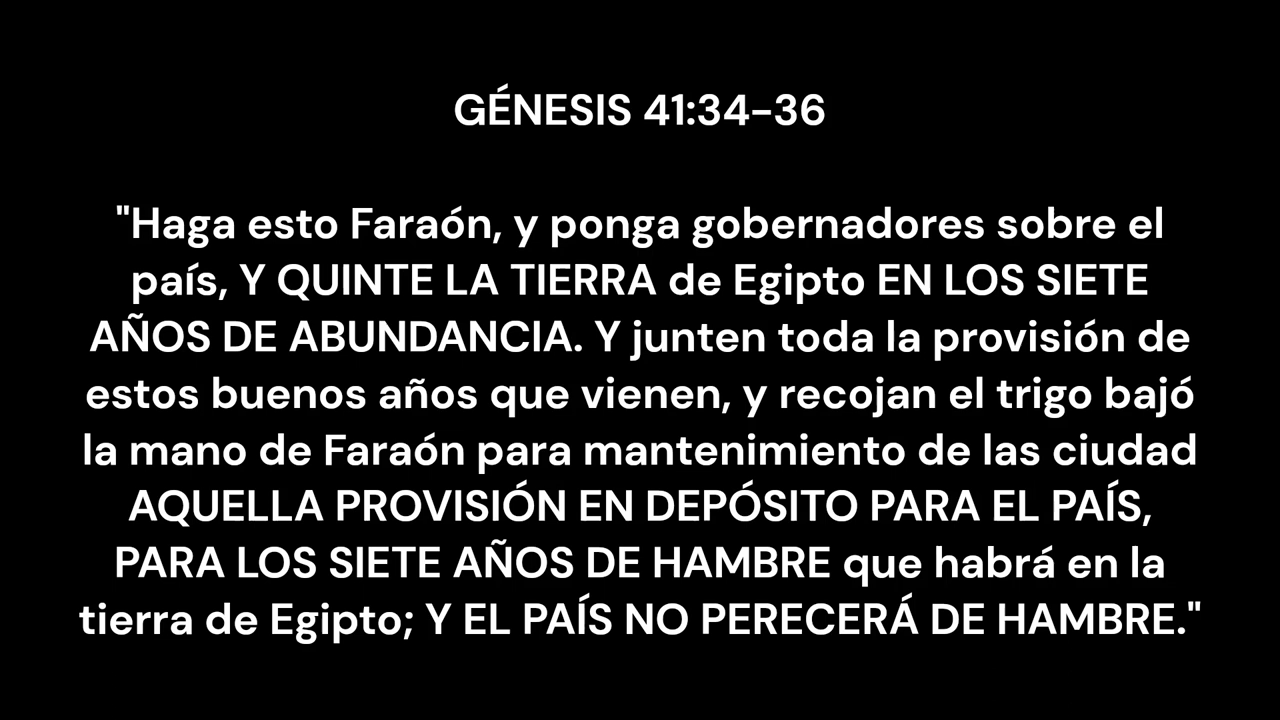 GÉNESIS 41:34-36
"Haga esto Faraón, y ponga gobernadores sobre el
país, Y QUINTE LA TIERRA de Egipto EN LOS SIETE
AÑOS DE ABUNDANCIA. Y junten toda la provisión de
estos buenos años que vienen, y recojan el trigo bajó
la mano de Faraón para mantenimiento de las ciudad
AQUELLA PROVISIÓN EN DEPÓSITO PARA EL PAÍS,
PARA LOS SIETE AÑOS DE HAMBRE que habrá en la
tierra de Egipto; Y EL PAÍS NO PERECERÁ DE HAMBRE."